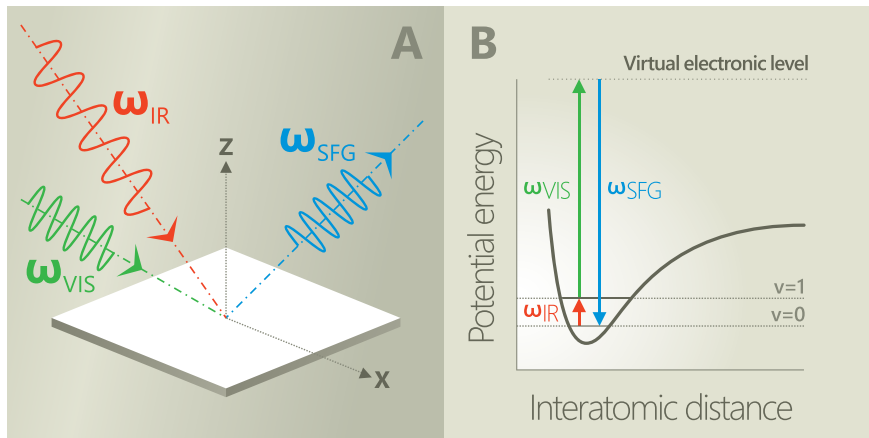 A
ωIR
z
ωSFG
ωVIS
x
B
Virtual electronic level
Potential energy
ωVIS
ωSFG
v=1
ωIR
v=0
Interatomic distance